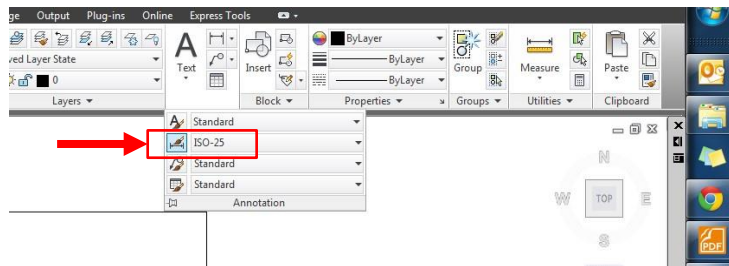 ge Output Plug-ins Online Express Tools
ByLayer
ved Layer State
A
Text
Insert
ByLayer
Group
Measure
Paste
0
ByLayer
Layers
Block
Properties
Groups
Utilities
Clipboard
Standard
ISO-25
Standard
Standard
Annotation
N
W TOP E
S
PDF